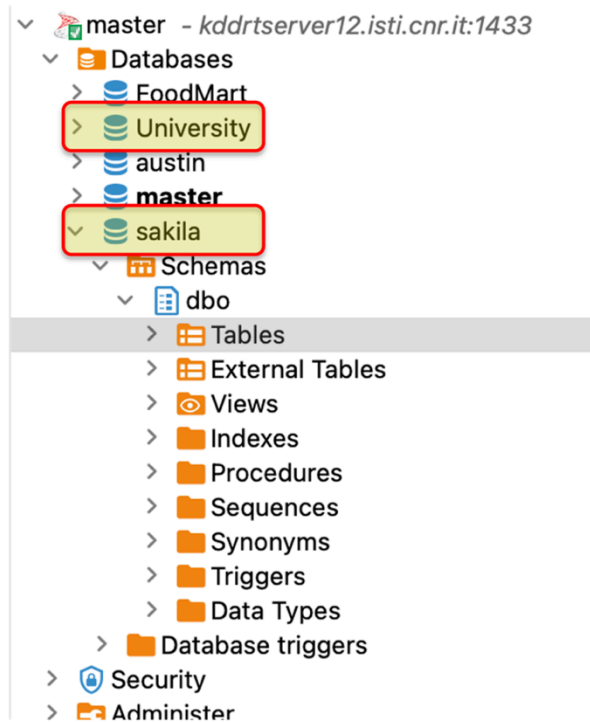 master - kddrtserver12.isti.cnr.it:1433
Databases
FoodMart
University
austin
master
sakila
Schemas
dbo
Tables
External Tables
Views
Indexes
Procedures
Sequences
Synonyms
Triggers
Data Types
Database triggers
Security
Administer